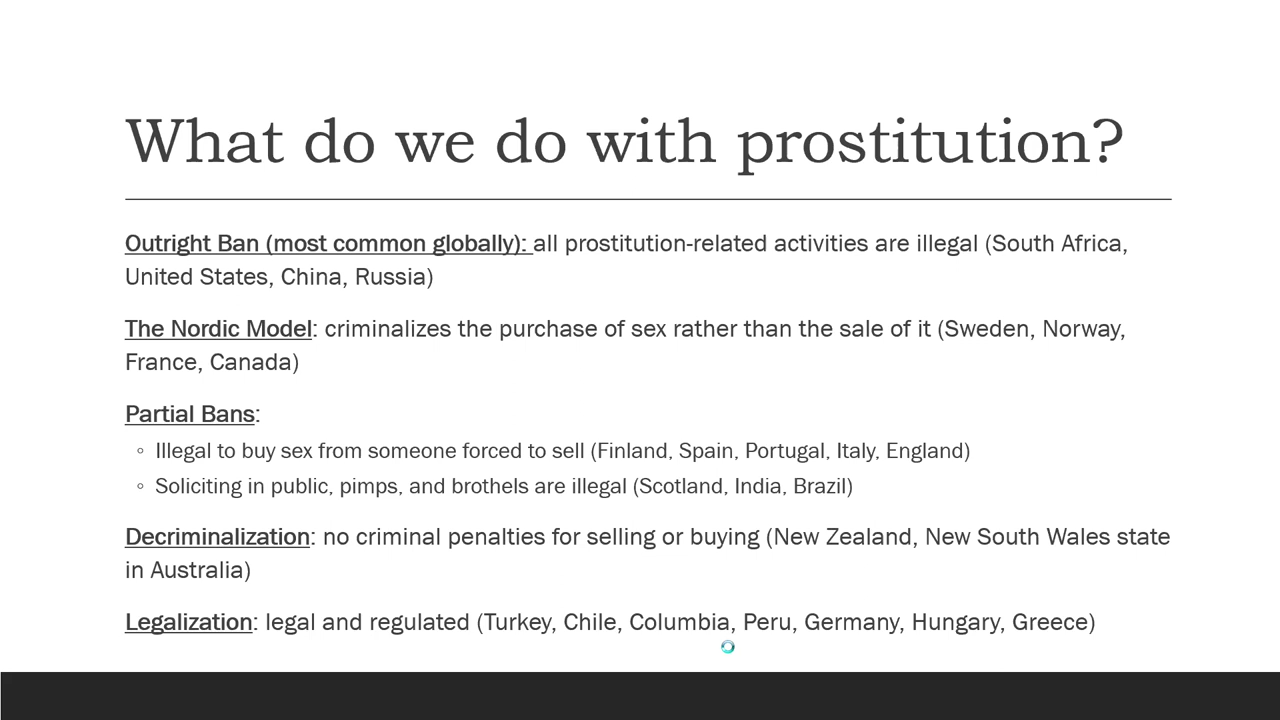 What do we do with prostitution?
Outright Ban (most common globally): all prostitution-related activities are illegal (South Africa,
United States, China, Russia)
The Nordic Model: criminalizes the purchase of sex rather than the sale of it (Sweden, Norway,
France, Canada)
Partial Bans:
◦ Illegal to buy sex from someone forced to sell (Finland, Spain, Portugal, Italy, England)
◦ Soliciting in public, pimps, and brothels are illegal (Scotland, India, Brazil)
Decriminalization: no criminal penalties for selling or buying (New Zealand, New South Wales state
in Australia)
Legalization: legal and regulated (Turkey, Chile, Columbia, Peru, Germany, Hungary, Greece)